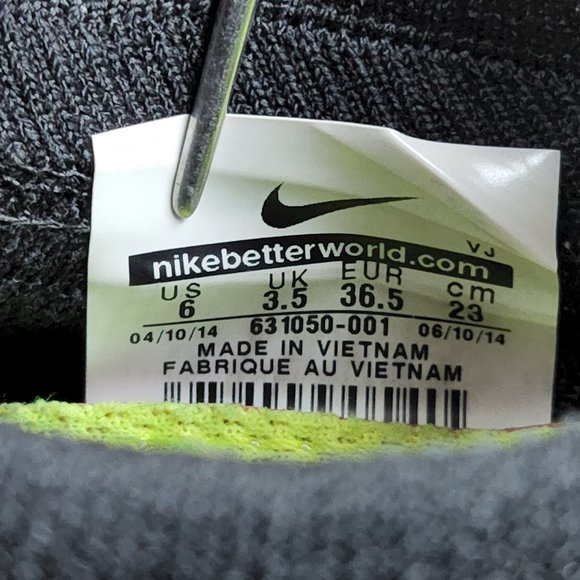 nikebetterworld.com
VJ
US UK EUR cm
6 3.5 36.5 23
04/10/14 631050-001 06/10/14
MADE IN VIETNAM
FABRIQUE AU VIETNAM